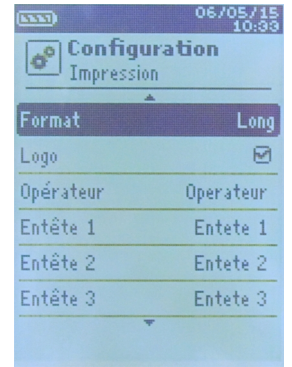 06/05/15
10:33
Configuration
Impression
Format Long
Logo
Opérateur Operateur
Entête 1 Entete 1
Entête 2 Entete 2
Entête 3 Entete 3